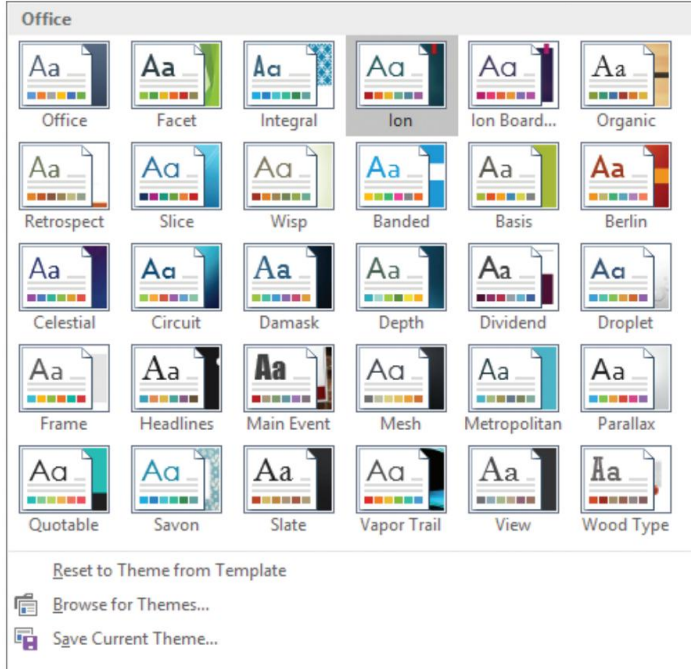 Office
Aa Aa Aa Aa Aa Aa
Office Facet Integral Ion Ion Board... Organic
Aa Aa Aa Aa Aa Aa
Retrospect Slice Wisp Banded Basis Berlin
Aa Aa Aa Aa Aa Aa
Celestial Circuit Damask Depth Dividend Droplet
Aa Aa Aa Aa Aa Aa
Frame Headlines Main Event Mesh Metropolitan Parallax
Aa Aa Aa Aa Aa Aa
Quotable Savon Slate Vapor Trail View Wood Type
Reset to Theme from Template
Browse for Themes...
Save Current Theme...